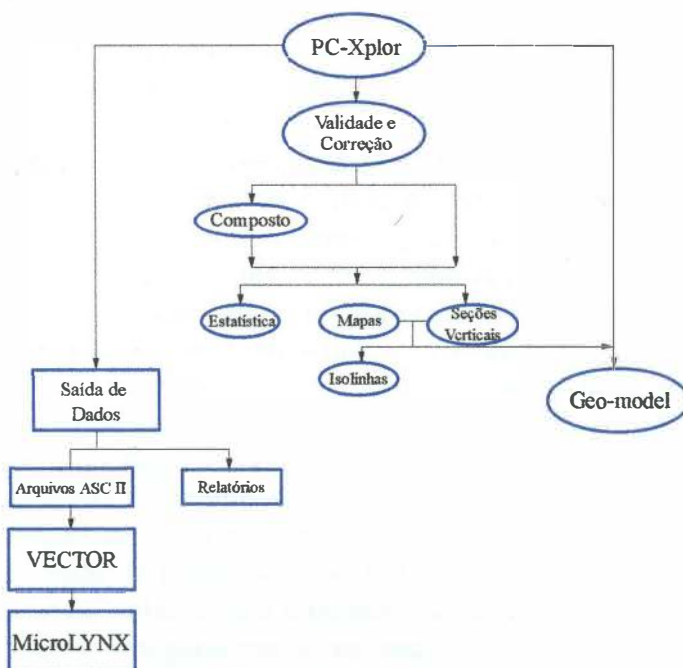 PC-Xplor
Validade e
Correção
Composto
Estatística
Mapas
Seções
Verticais
Isolinhas
Geo-model
Saída de
Dados
Arquivos ASC II
Relatórios
VECTOR
MicroLYNX